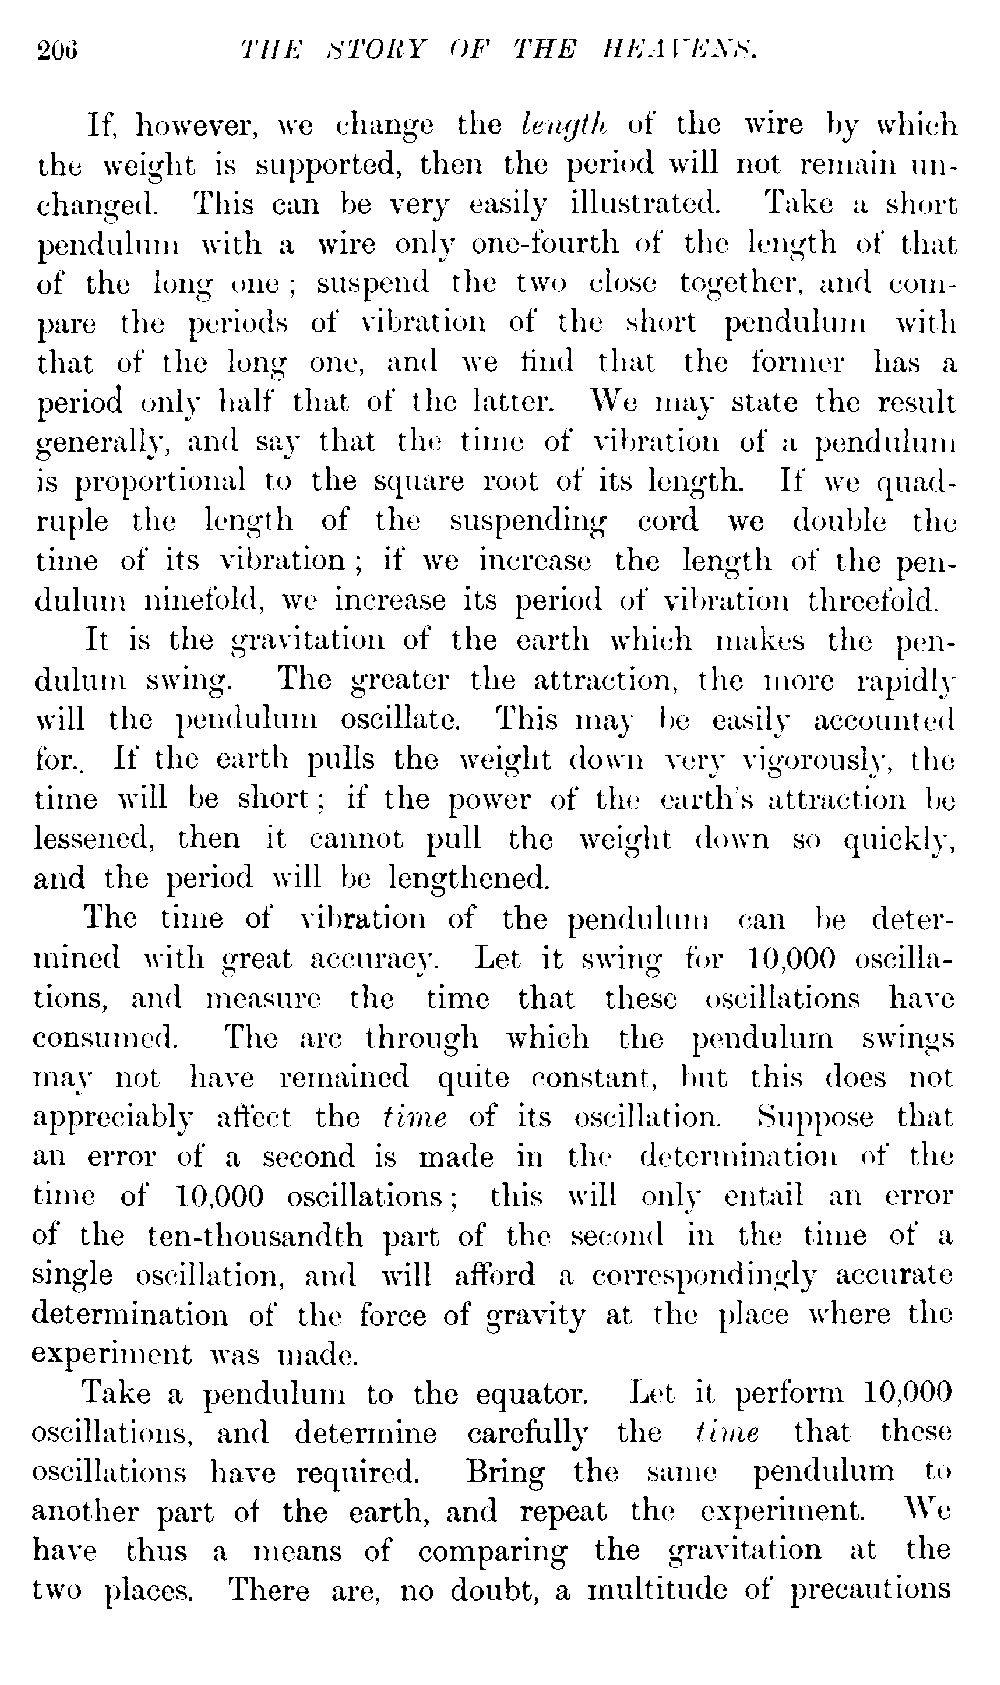 206 THE STORY OF THE HEAVENS.
If, however, we change the length of the wire by which
the weight is supported, then the period will not remain un-
changed. This can be very easily illustrated. Take a short
pendulum with a wire only one-fourth of the length of that
of the long one ; suspend the two close together, and com-
pare the periods of vibration of the short pendulum with
that of the long one, and we find that the former has a
period only half that of the latter. We may state the result
generally, and say that the time of vibration of a pendulum
is proportional to the square root of its length. If we quad-
ruple the length of the suspending cord we double the
time of its vibration ; if we increase the length of the pen-
dulum ninefold, we increase its period of vibration threefold.
It is the gravitation of the earth which makes the pen-
dulum swing. The greater the attraction, the more rapidly
will the pendulum oscillate. This may be easily accounted
for. If the earth pulls the weight down very vigorously, the
time will be short ; if the power of the earth's attraction be
lessened, then it cannot pull the weight down so quickly,
and the period will be lengthened.
The time of vibration of the pendulum can be deter-
mined with great accuracy. Let it swing for 10,000 oscilla-
tions, and measure the time that these oscillations have
consumed. The arc through which the pendulum swings
may not have remained quite constant, but this does not
appreciably affect the time of its oscillation. Suppose that
an error of a second is made in the determination of the
time of 10,000 oscillations ; this will only entail an error
of the ten-thousandth part of the second in the time of a
single oscillation, and will afford a correspondingly accurate
determination of the force of gravity at the place where the
experiment was made.
Take a pendulum to the equator. Let it perform 10,000
oscillations, and determine carefully the time that these
oscillations have required. Bring the same pendulum to
another part of the earth, and repeat the experiment. We
have thus a means of comparing the gravitation at the
two places. There are, no doubt, a multitude of precautions